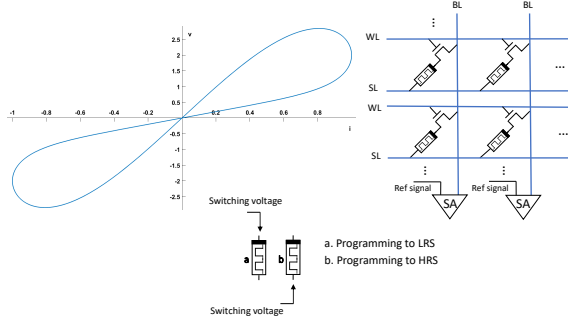 v
2.5
2
1.5
1
0.5
-1
-0.8
-0.6
-0.4
-0.2
0
0.2
0.4
0.6
0.8
i
-0.5
-1
-1.5
-2
-2.5
BL
BL
WL
SL
WL
SL
...
...
...
...
...
...
Ref signal
Ref signal
SA
SA
Switching voltage
a
b
a. Programming to LRS
b. Programming to HRS
Switching voltage